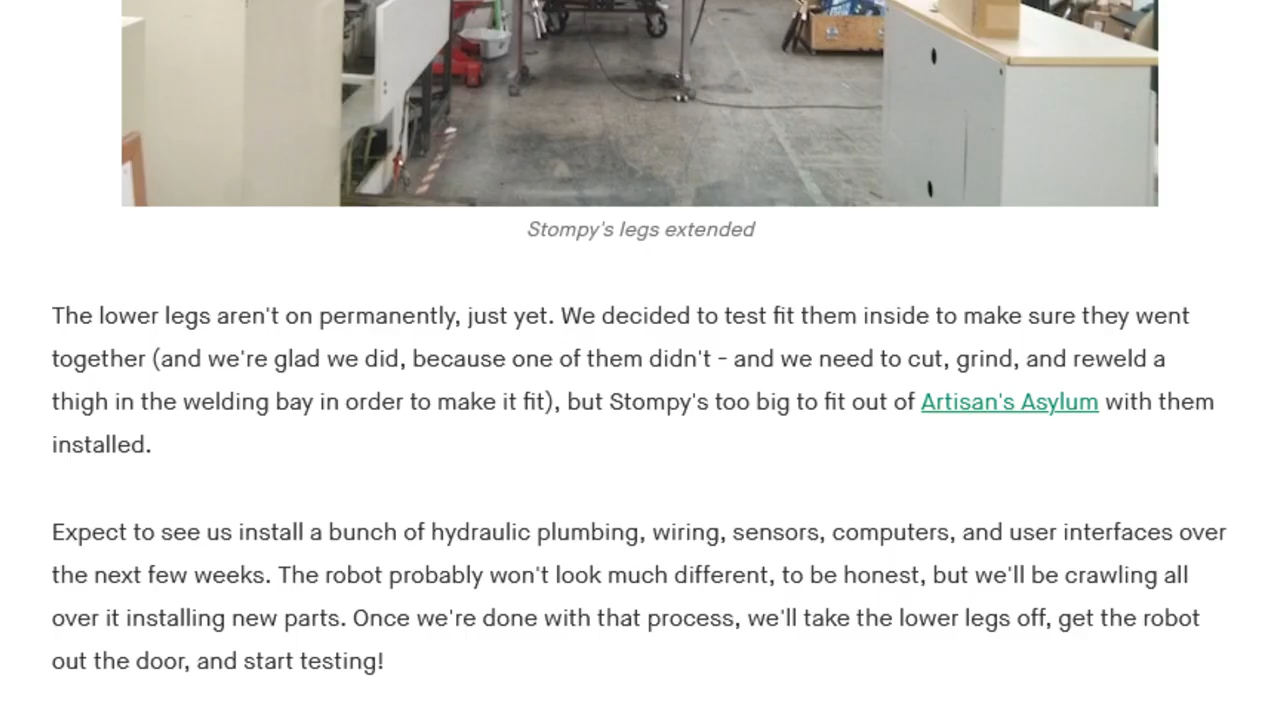 Stompy's legs extended
The lower legs aren't on permanently, just yet. We decided to test fit them inside to make sure they went
together (and we're glad we did, because one of them didn't - and we need to cut, grind, and reweld a
thigh in the welding bay in order to make it fit), but Stompy's too big to fit out of Artisan's Asylum with them
installed.
Expect to see us install a bunch of hydraulic plumbing, wiring, sensors, computers, and user interfaces over
the next few weeks. The robot probably won't look much different, to be honest, but we'll be crawling all
over it installing new parts. Once we're done with that process, we'll take the lower legs off, get the robot
out the door, and start testing!